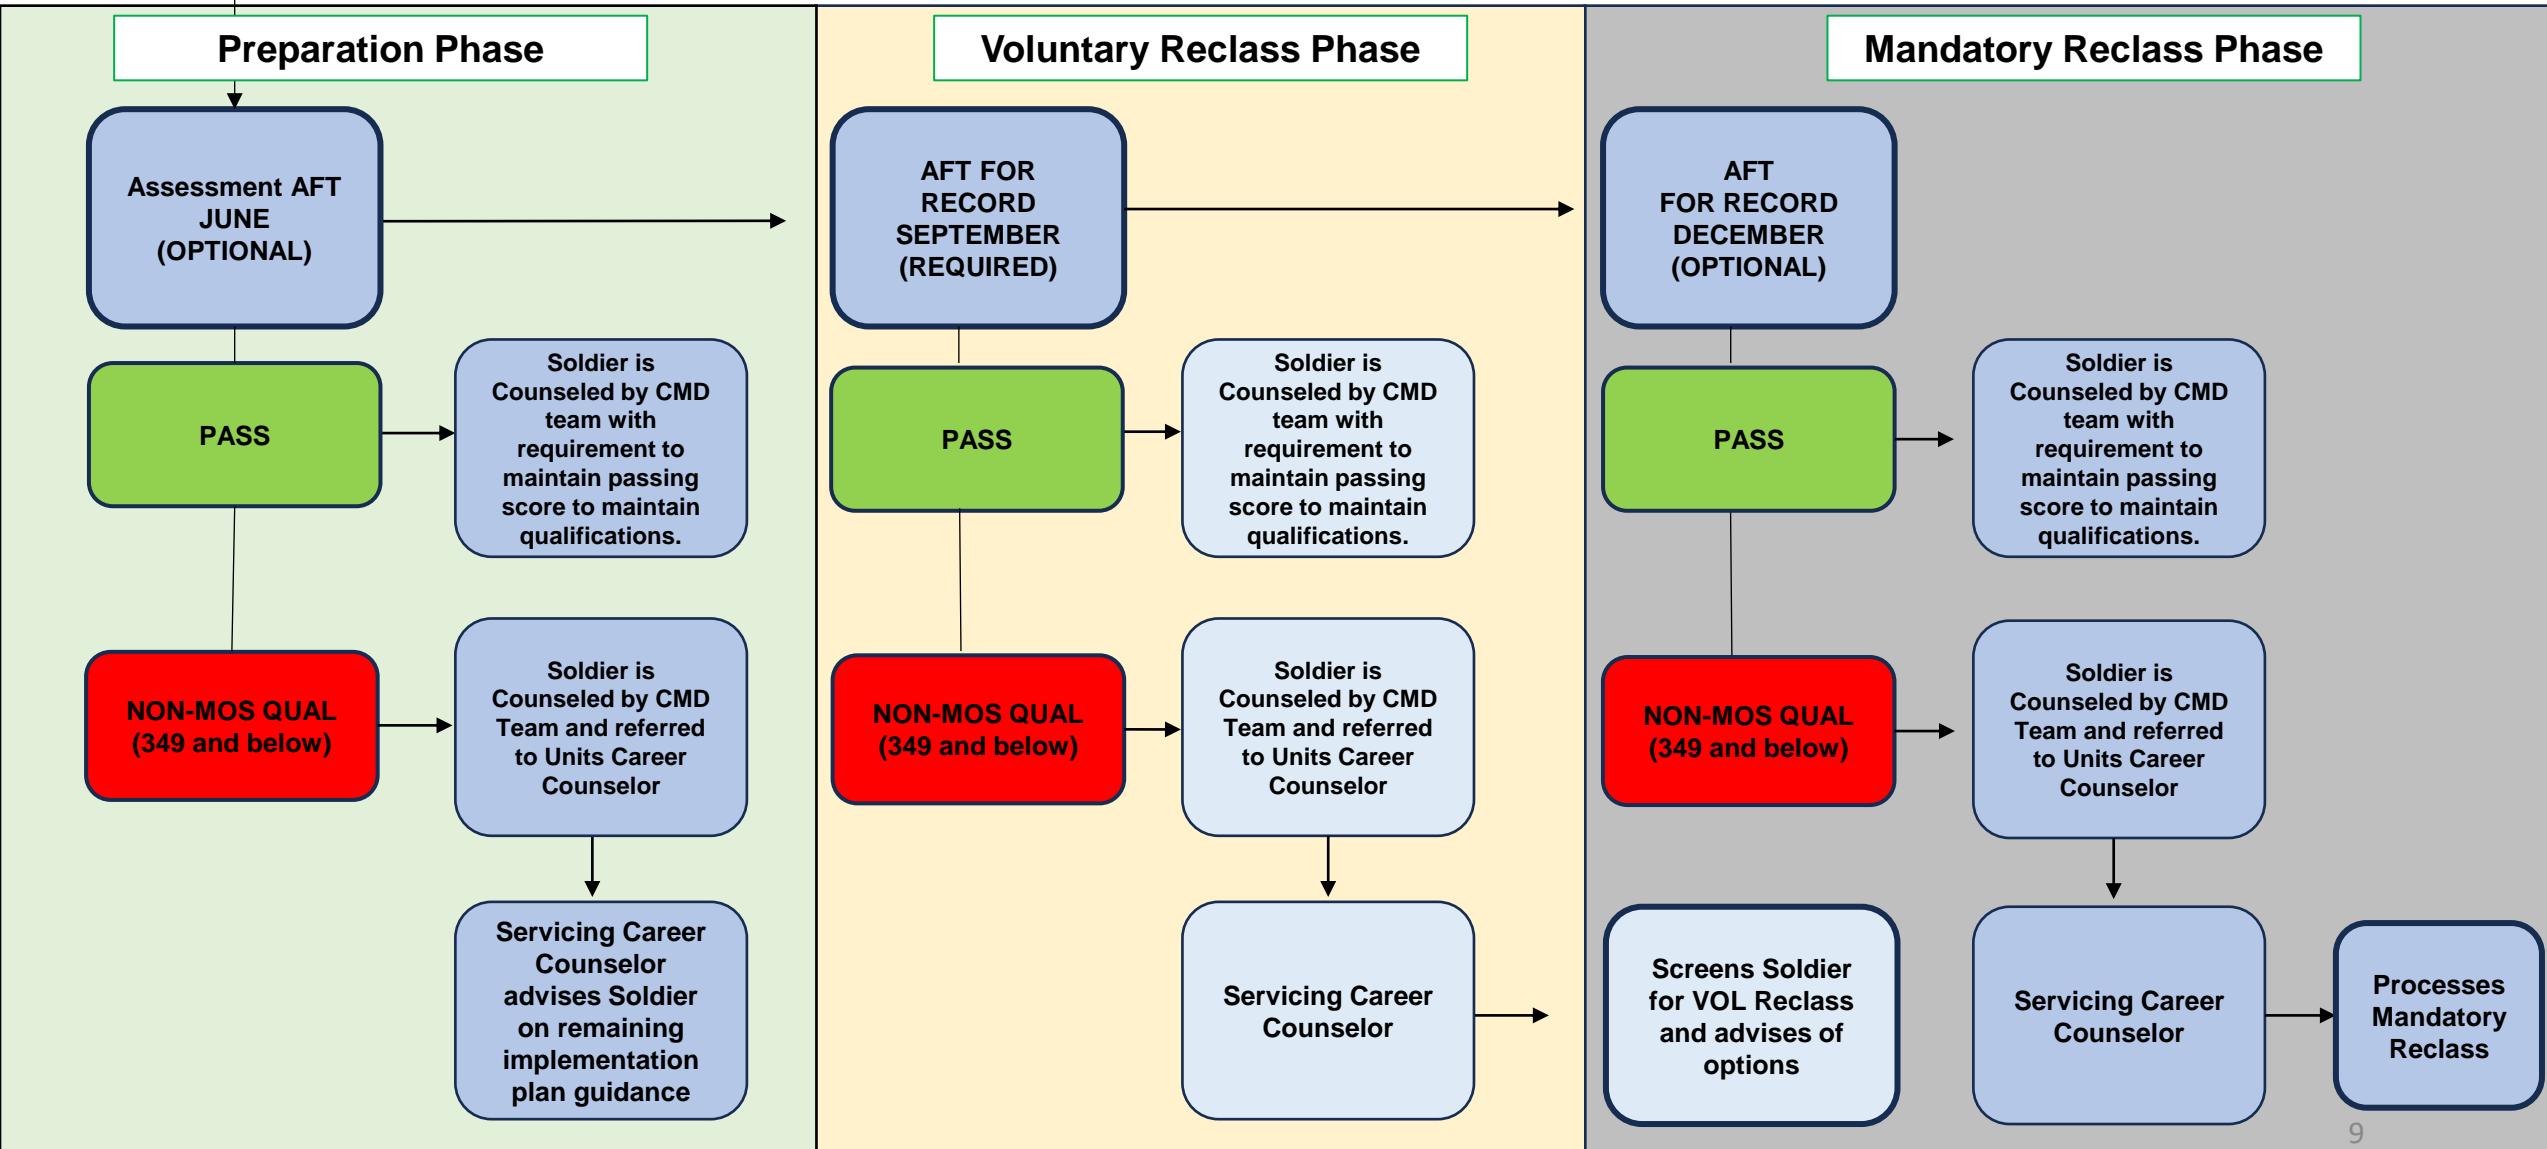 Preparation Phase
Assessment AFT
JUNE
(OPTIONAL)
PASS
Soldier is
Counseled by CMD
team with
requirement to
maintain passing
score to maintain
qualifications.
NON-MOS QUAL
(349 and below)
Soldier is
Counseled by CMD
Team and referred
to Units Career
Counselor
Servicing Career
Counselor
advises Soldier
on remaining
implementation
plan guidance
Voluntary Reclass Phase
AFT FOR
RECORD
SEPTEMBER
(REQUIRED)
PASS
Soldier is
Counseled by CMD
team with
requirement to
maintain passing
score to maintain
qualifications.
NON-MOS QUAL
(349 and below)
Soldier is
Counseled by CMD
Team and referred
to Units Career
Counselor
Servicing Career
Counselor
Mandatory Reclass Phase
AFT
FOR RECORD
DECEMBER
(OPTIONAL)
PASS
Soldier is
Counseled by CMD
team with
requirement to
maintain passing
score to maintain
qualifications.
NON-MOS QUAL
(349 and below)
Soldier is
Counseled by CMD
Team and referred
to Units Career
Counselor
Screens Soldier
for VOL Reclass
and advises of
options
Servicing Career
Counselor
Processes
Mandatory
Reclass
9